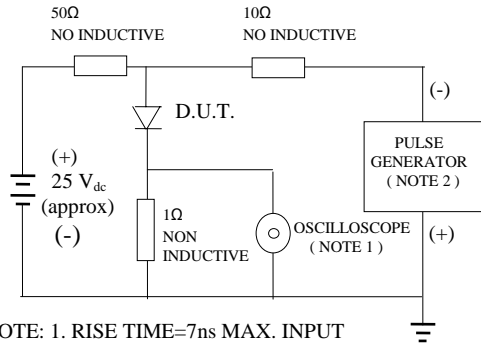 50Ω
NO INDUCTIVE
10Ω
NO INDUCTIVE
D.U.T.
(-)
PULSE
GENERATOR
( NOTE 2 )
(+)
25 Vdc
(approx)
(-)
1Ω
NON
INDUCTIVE
OSCILLOSCOPE
( NOTE 1 )
(+)
OTE: 1. RISE TIME=7ns MAX. INPUT